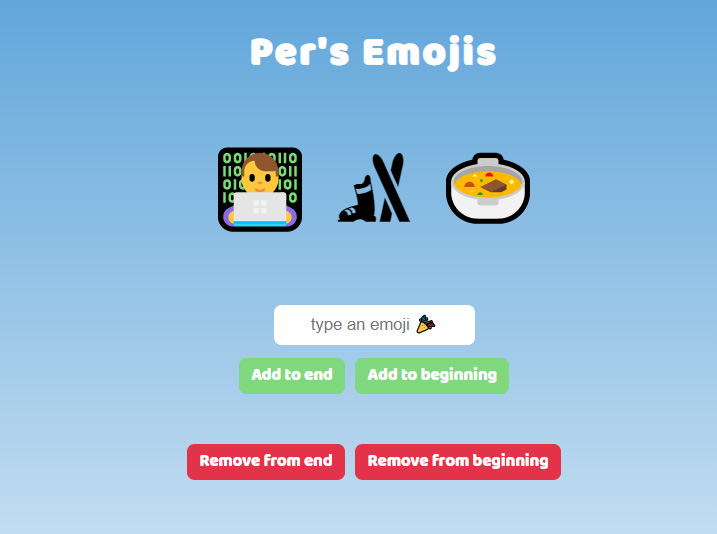 Per's Emojis
type an emoji 🎉
Add to end
Add to beginning
Remove from end
Remove from beginning